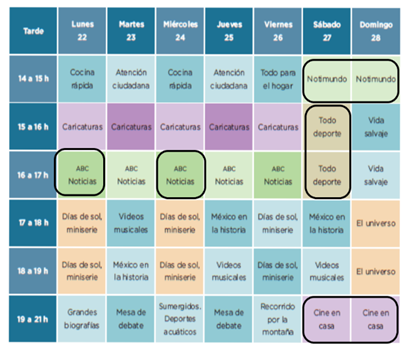 Tarde Lunes 22 Martes 23 Miércoles 24 Jueves 25 Viernes 26 Sábado 27 Domingo 28
14 a 15 h Cocina rápida Atención ciudadana Cocina rápida Atención ciudadana Todo para el hogar Notimundo Notimundo
15 a 16 h Caricaturas Caricaturas Caricaturas Caricaturas Caricaturas Todo deporte Vida salvaje
16 a 17 h ABC Noticias ABC Noticias ABC Noticias ABC Noticias ABC Noticias Todo deporte Vida salvaje
17 a 18 h Días de sol, miniserie Videos musicales Días de sol, miniserie México en la historia Días de sol, miniserie México en la historia El universo
18 a 19 h Días de sol, miniserie México en la historia Días de sol, miniserie Videos musicales Días de sol, miniserie Videos musicales El universo
19 a 21 h Grandes biografías Mesa de debate Sumergidos. Deportes acuáticos Mesa de debate Recorrido por la montaña Cine en casa Cine en casa